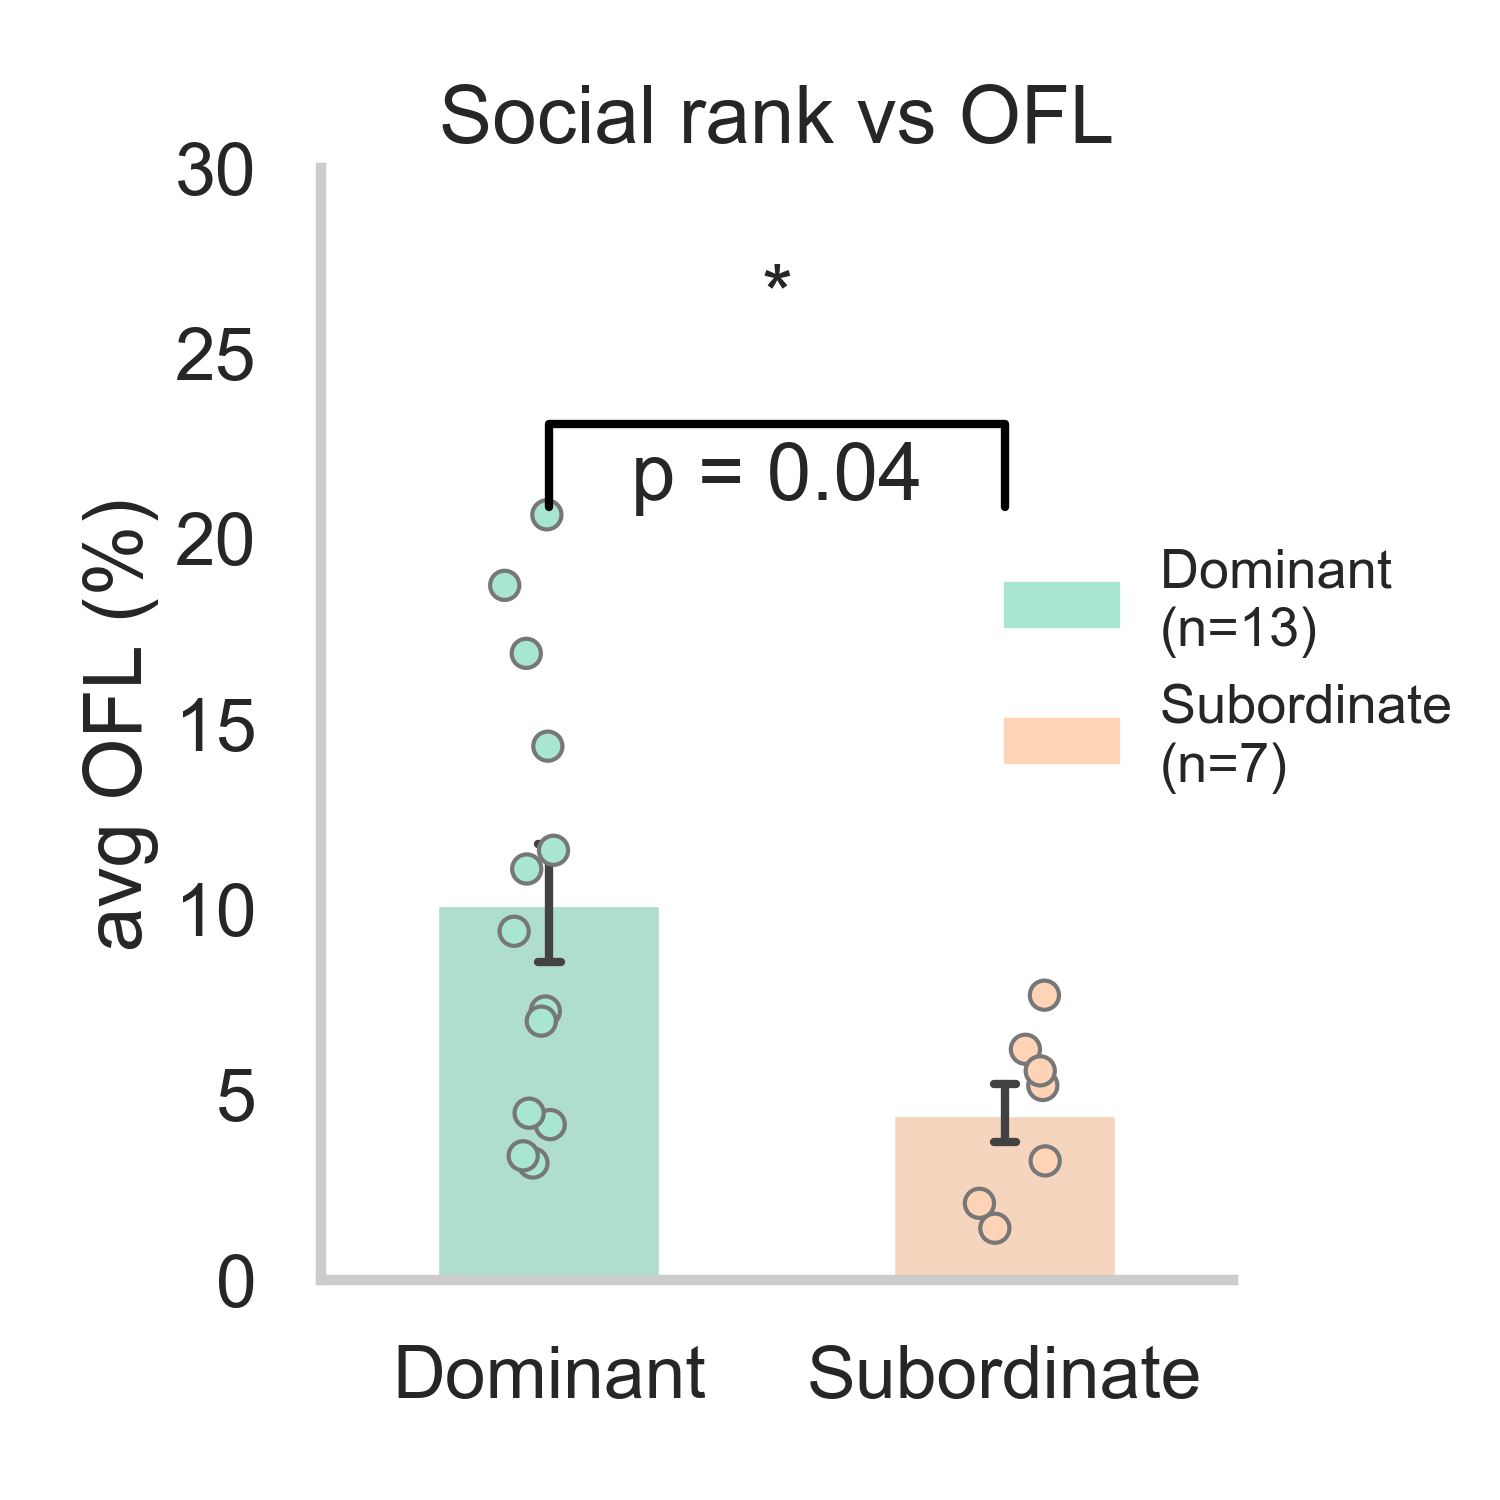 Social rank vs OFL
30
25
20
15
10
5
0
avg OFL (%)
*
p = 0.04
Dominant
(n=13)
Subordinate
(n=7)
Dominant
Subordinate